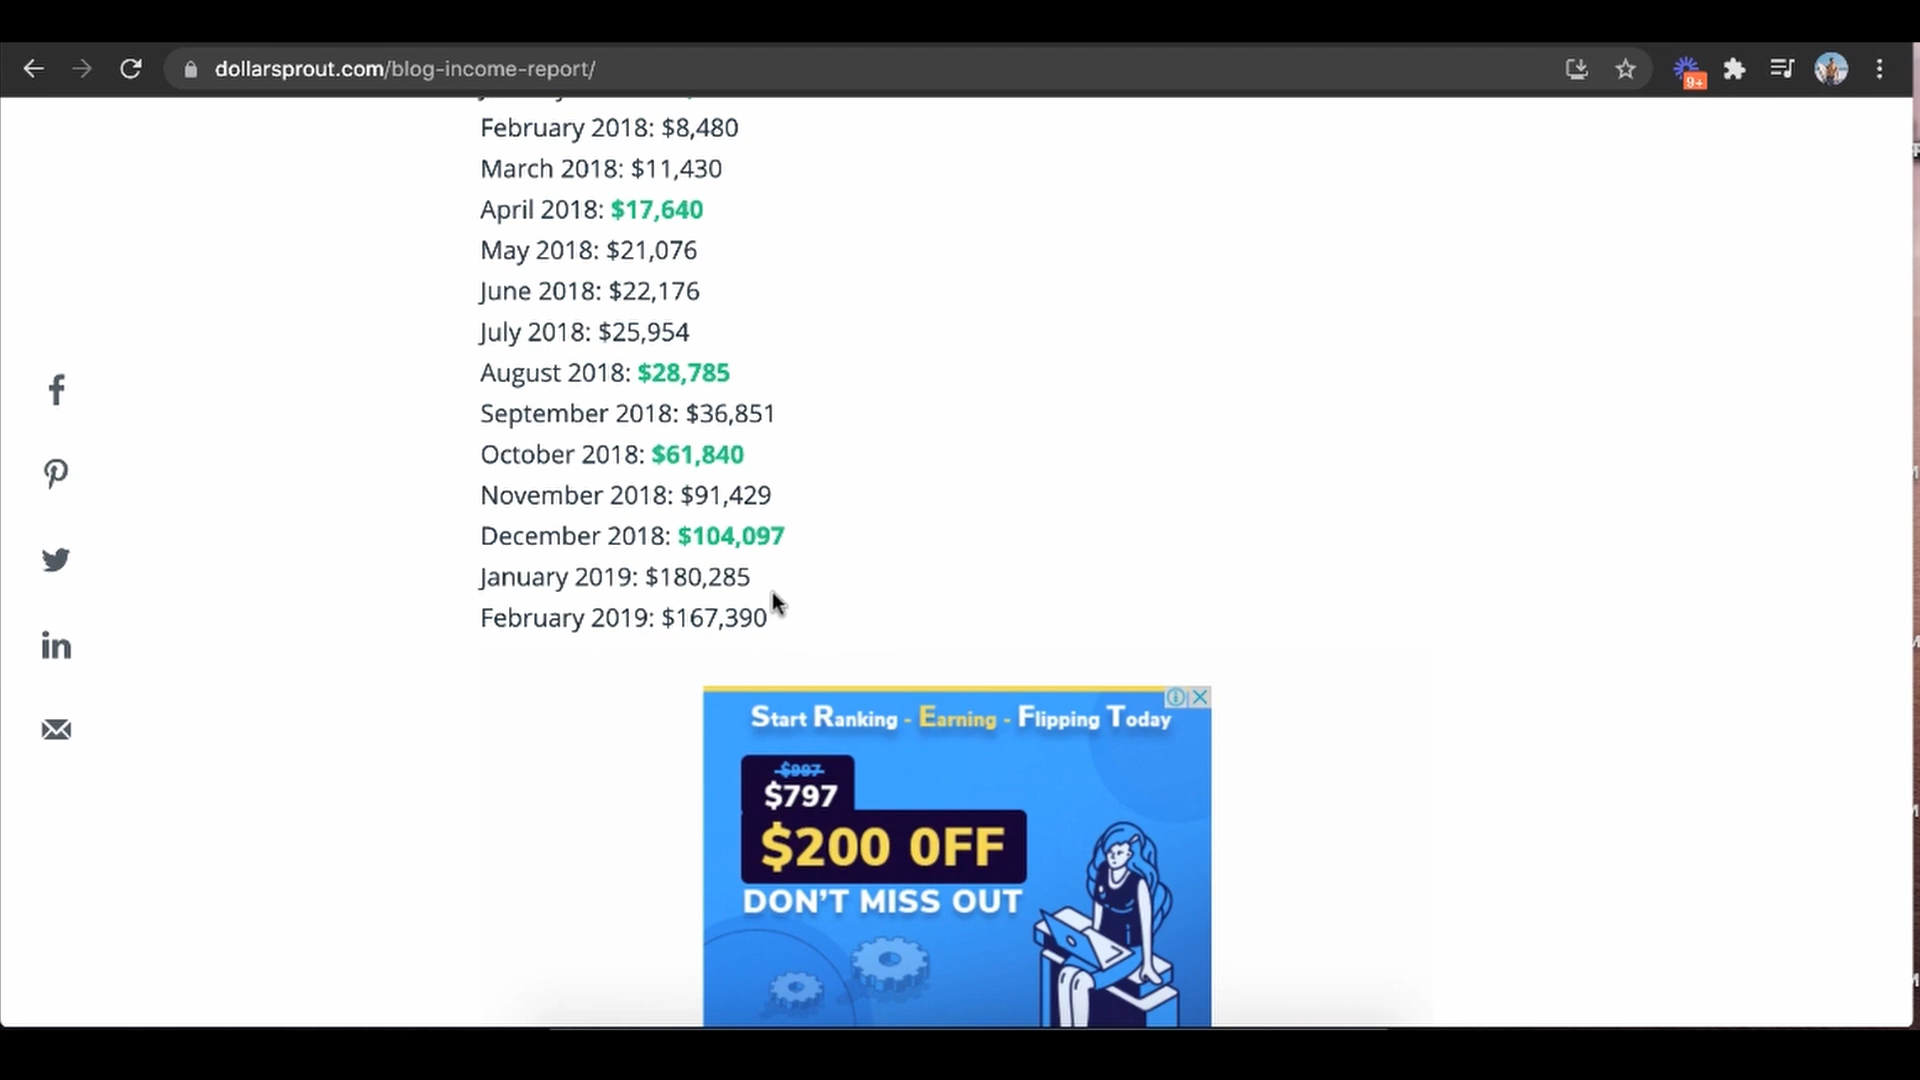 dollarsprout.com/blog-income-report/
9+
February 2018: $8,480
March 2018: $11,430
April 2018: $17,640
May 2018: $21,076
June 2018: $22,176
July 2018: $25,954
August 2018: $28,785
September 2018: $36,851
October 2018: $61,840
November 2018: $91,429
December 2018: $104,097
January 2019: $180,285
February 2019: $167,390
Start Ranking - Earning - Flipping Today
$997
$797
$200 OFF
DON'T MISS OUT